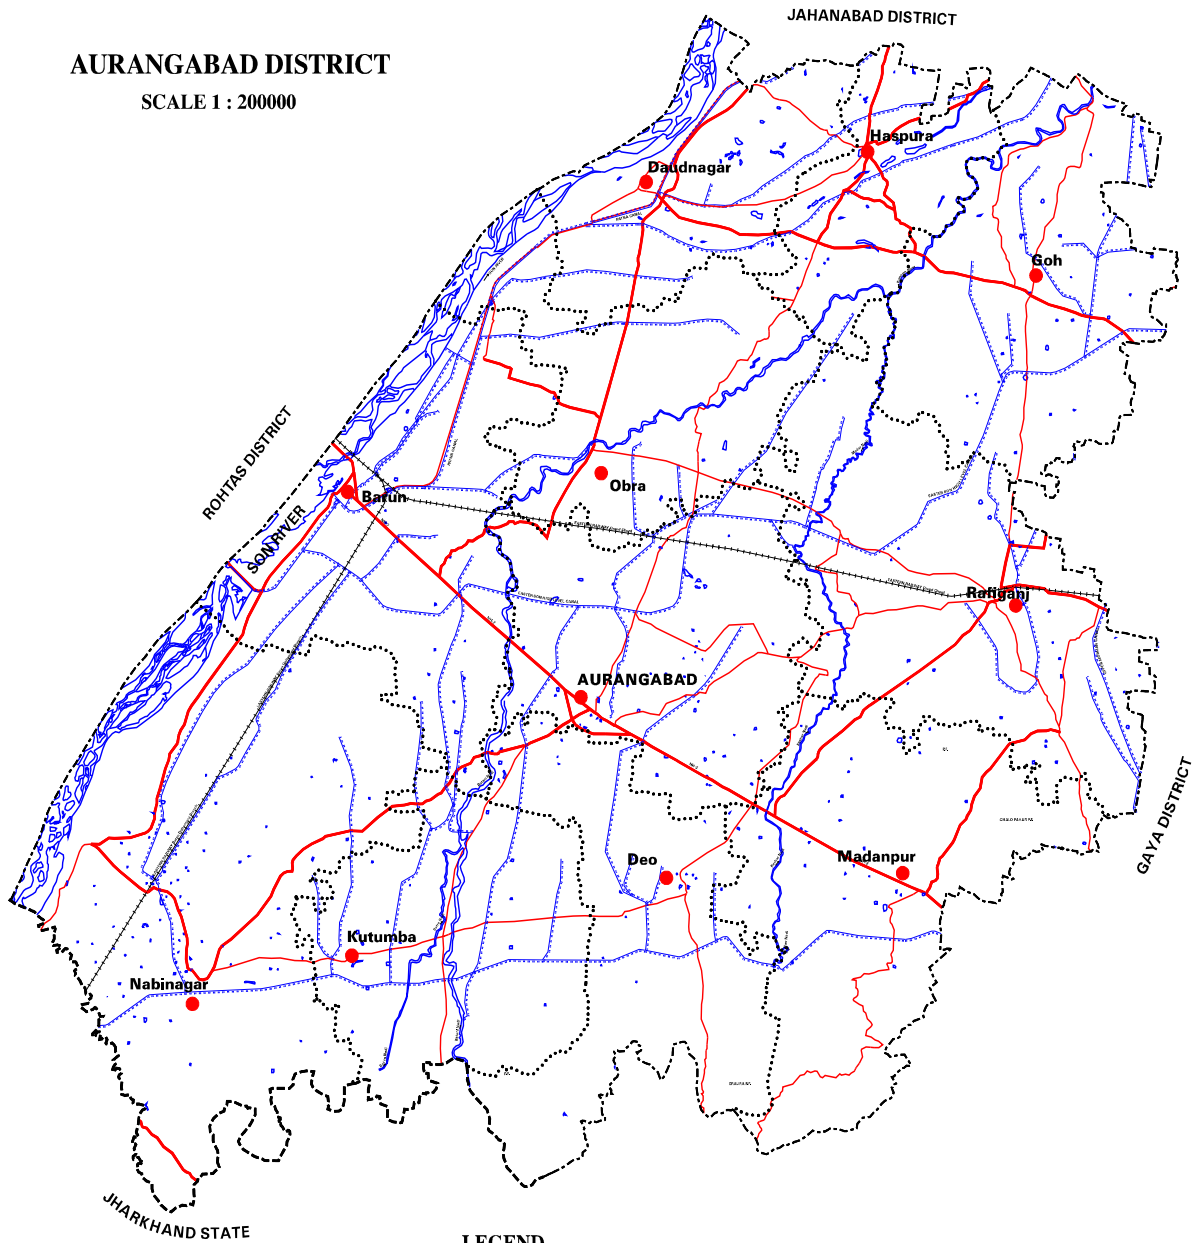 JAHANABAD DISTRICT
AURANGABAD DISTRICT
SCALE 1 : 200000
Haspura
Daudnagar
Goh
ROHTAS DISTRICT
Obra
Barun
SON RIVER
Rafiganj
AURANGABAD
GAYA DISTRICT
Madanpur
Deo
Kutumba
Nabinagar
JHARKHAND STATE
LEGEND